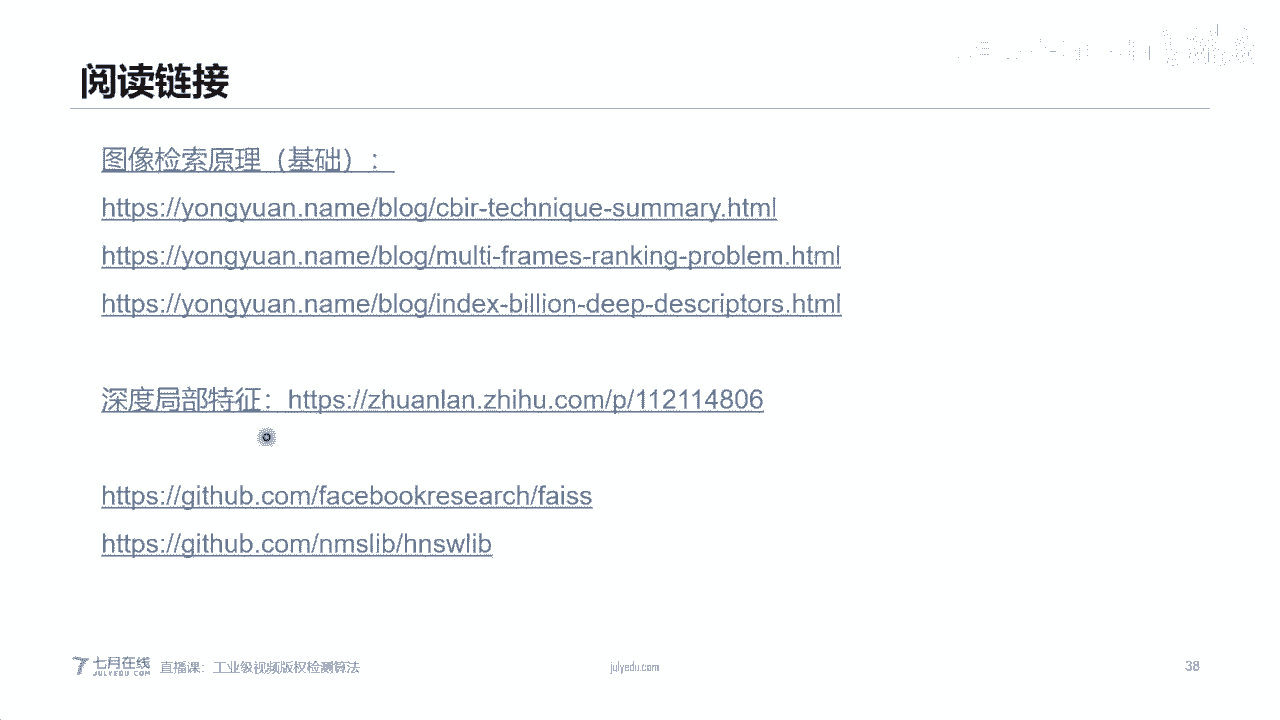 阅读链接
图像检索原理（基础）：
https://yongyuan.name/blog/cbir-technique-summary.html
https://yongyuan.name/blog/multi-frames-ranking-problem.html
https://yongyuan.name/blog/index-billion-deep-descriptors.html
深度局部特征：https://zhuanlan.zhihu.com/p/112114806
https://github.com/facebookresearch/faiss
https://github.com/nmslib/hnswlib
七月在线
JULYEDU.COM
直播课：工业级视频版权检测算法
julyedu.com
38